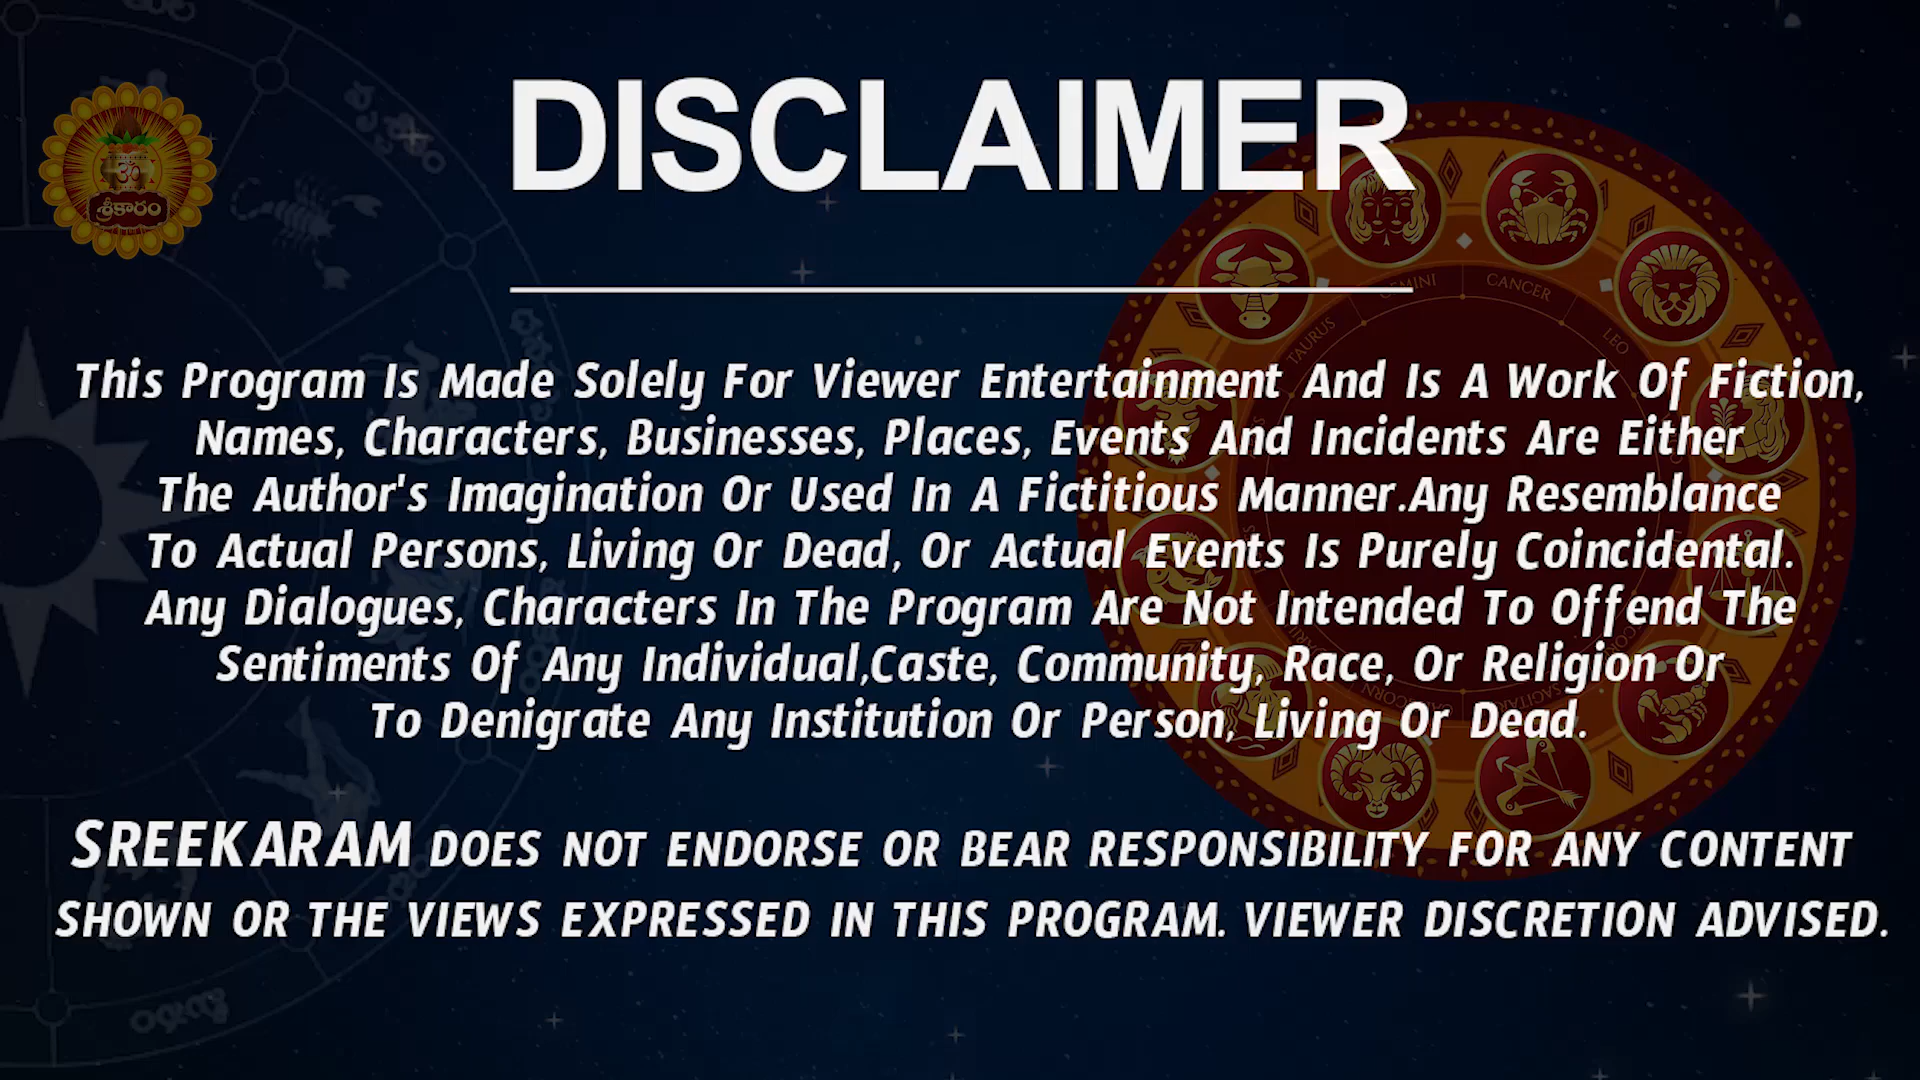 DISCLAIMER
శ్రీకారం
GEMINI
CANCER
TAURUS
LEO
This Program Is Made Solely For Viewer Entertainment And Is A Work Of Fiction,
Names, Characters, Businesses, Places, Events And Incidents Are Either
The Author's Imagination Or Used In A Fictitious Manner.Any Resemblance
To Actual Persons, Living Or Dead, Or Actual Events Is Purely Coincidental.
Any Dialogues, Characters In The Program Are Not Intended To Offend The
Sentiments Of Any Individual,Caste, Community, Race, Or Religion Or
To Denigrate Any Institution Or Person, Living Or Dead.
SREEKARAM DOES NOT ENDORSE OR BEAR RESPONSIBILITY FOR ANY CONTENT
SHOWN OR THE VIEWS EXPRESSED IN THIS PROGRAM. VIEWER DISCRETION ADVISED.